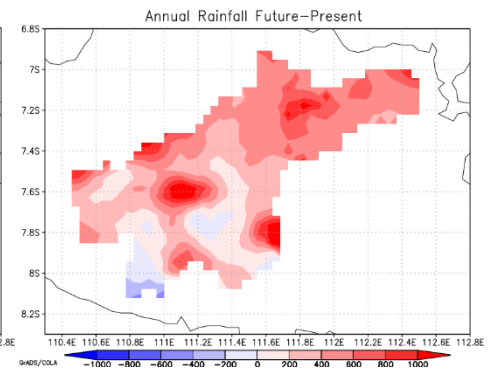 Annual Rainfall Future-Present
6.8S
7S
7.2S
7.4S
7.6S
7.8S
8S
8.2S
2.8E 110.4E 110.6E 110.8E 111E 111.2E 111.4E 111.6E 111.8E 112E 112.2E 112.4E 112.6E 112.8E
GrADS/COLA
-1000 -800 -600 -400 -200 0 200 400 600 800 1000